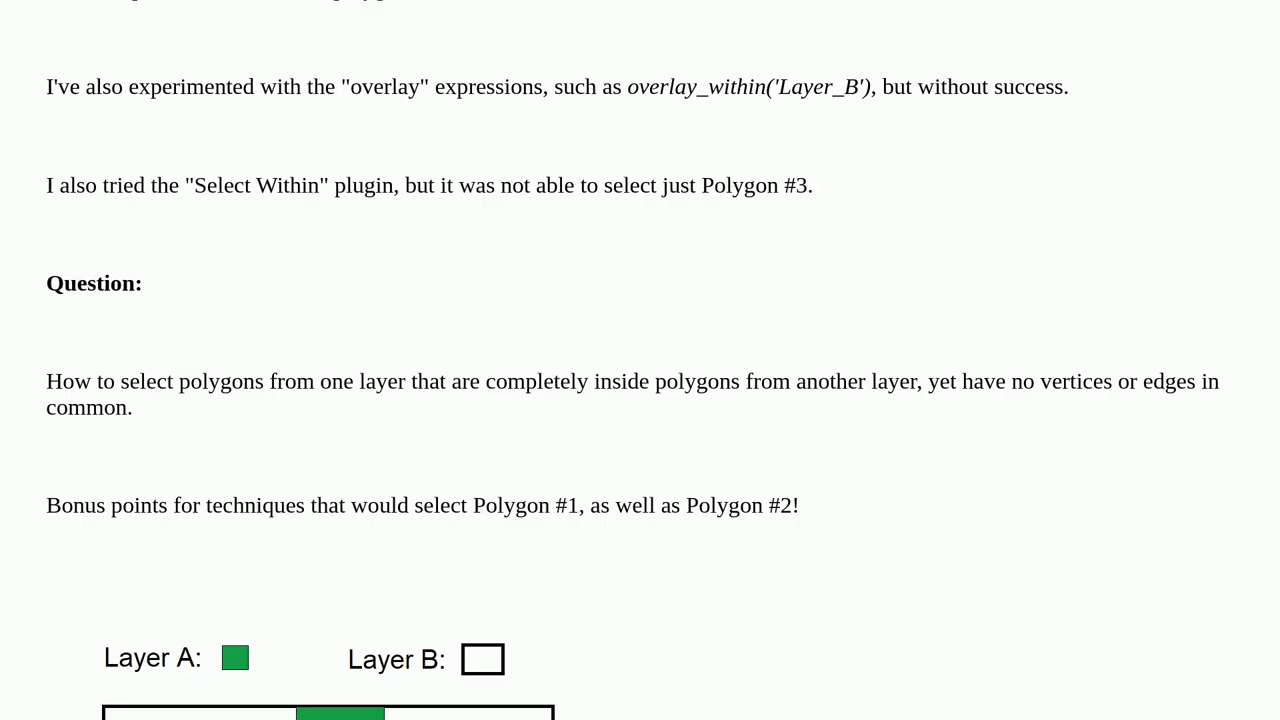 I've also experimented with the "overlay" expressions, such as overlay_within('Layer_B'), but without success.
I also tried the "Select Within" plugin, but it was not able to select just Polygon #3.
Question:
How to select polygons from one layer that are completely inside polygons from another layer, yet have no vertices or edges in
common.
Bonus points for techniques that would select Polygon #1, as well as Polygon #2!
Layer A:
Layer B: